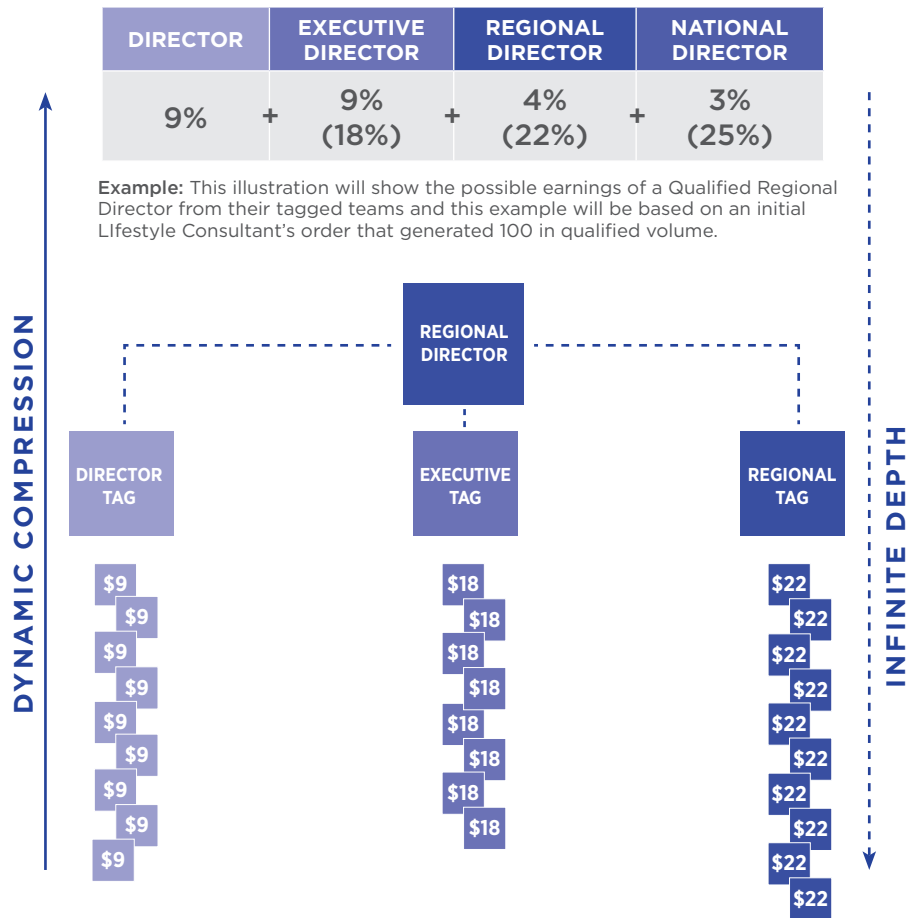 DIRECTOR
EXECUTIVE
DIRECTOR
REGIONAL
DIRECTOR
NATIONAL
DIRECTOR
9%
+
9%
(18%)
+
4%
(22%)
+
3%
(25%)
Example: This illustration will show the possible earnings of a Qualified Regional
Director from their tagged teams and this example will be based on an initial
LIfestyle Consultant's order that generated 100 in qualified volume.
DYNAMIC COMPRESSION
REGIONAL
DIRECTOR
DIRECTOR
TAG
EXECUTIVE
TAG
REGIONAL
TAG
$9
$9
$9
$9
$9
$9
$9
$9
$9
$18
$18
$18
$18
$18
$18
$18
$18
$22
$22
$22
$22
$22
$22
$22
$22
$22
$22
INFINITE DEPTH